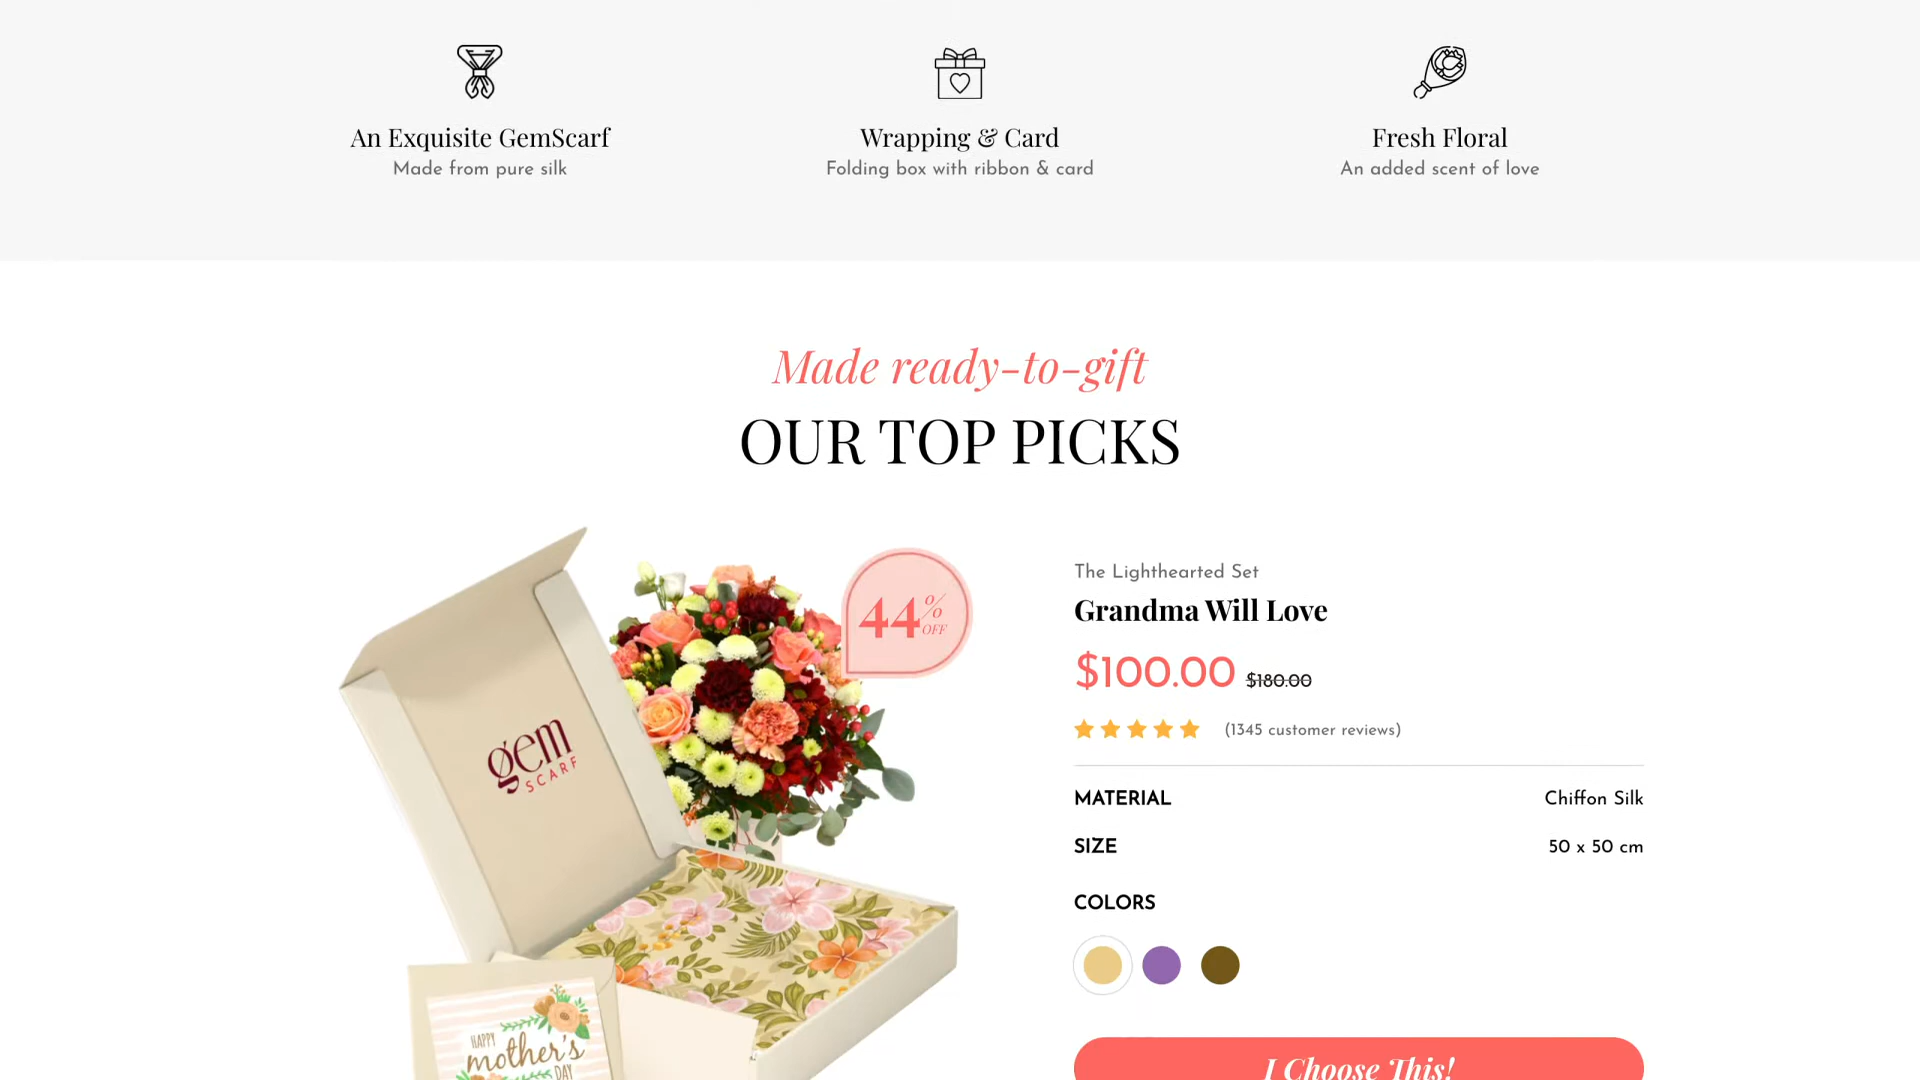 An Exquisite GemScarf
Made from pure silk
Wrapping & Card
Folding box with ribbon & card
Fresh Floral
An added scent of love
Made ready-to-gift
OUR TOP PICKS
44% OFF
gem
SCARF
HAPPY
mother's
DAY
The Lighthearted Set
Grandma Will Love
$100.00 $180.00
(1345 customer reviews)
MATERIAL Chiffon Silk
SIZE 50 x 50 cm
COLORS
I Choose This!